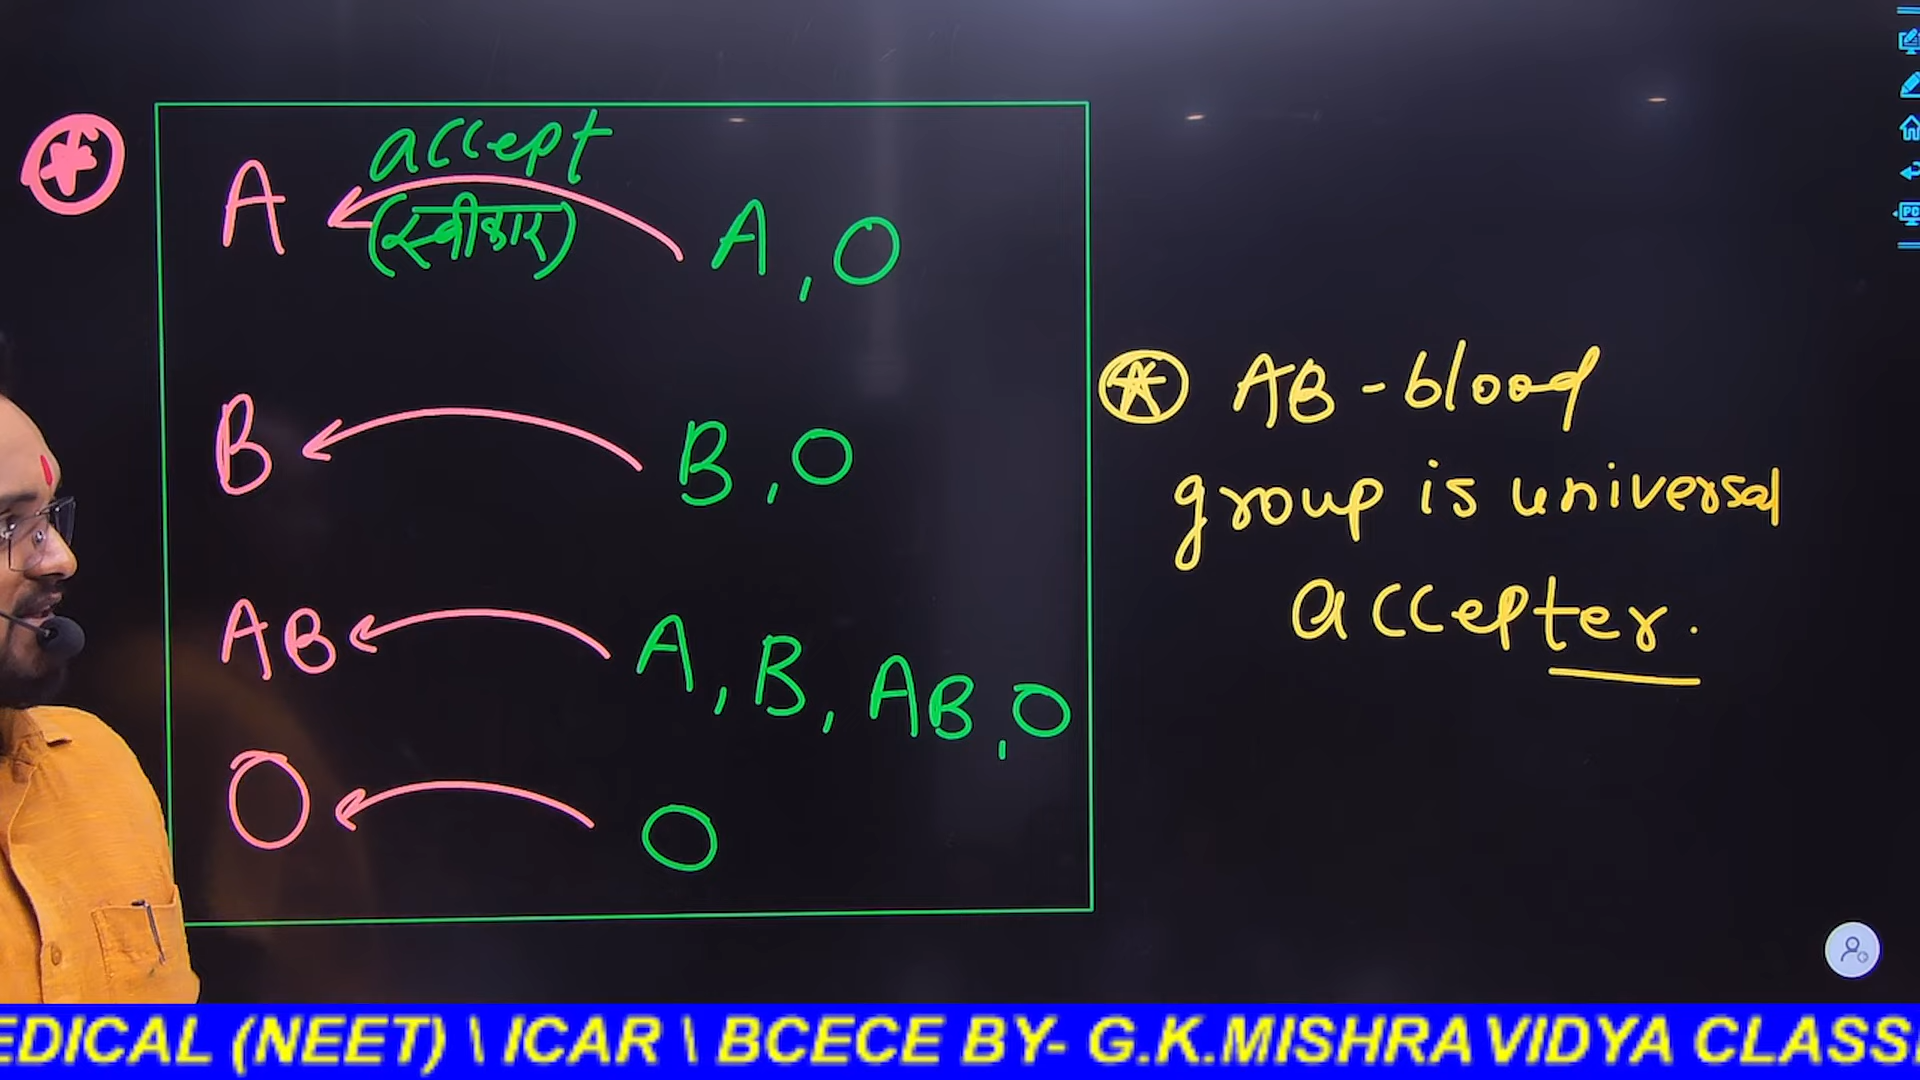 A accept A, O
(स्वीकार)
B B, O
AB A, B, AB, O
O O
AB-blood
group is universal
accepter.
EDICAL (NEET) \ ICAR \ BCECE BY- G.K.MISHRA VIDYA CLASS